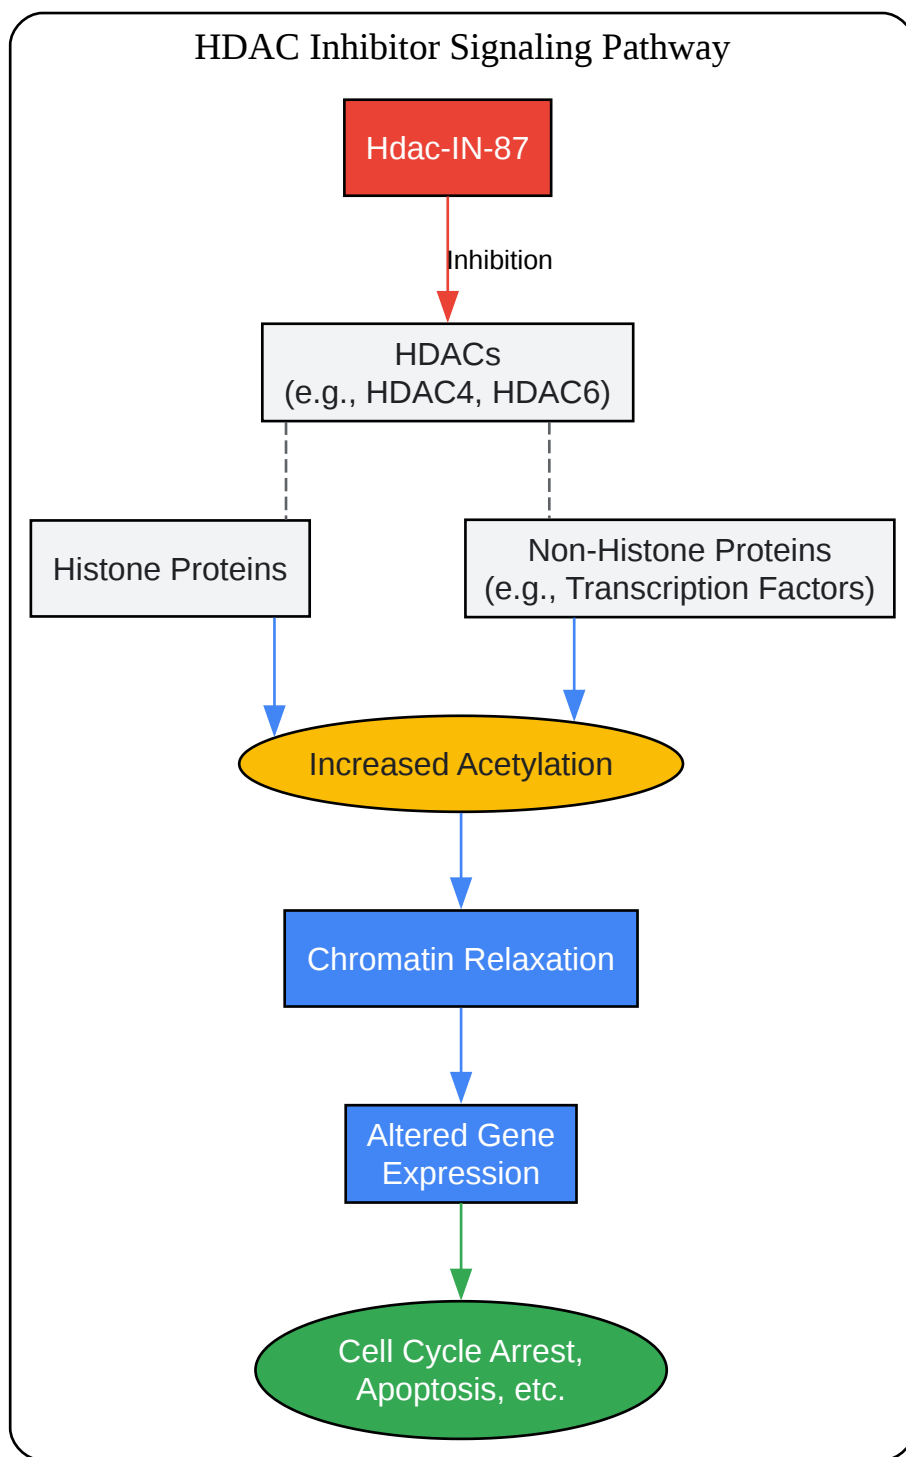 HDAC Inhibitor Signaling Pathway
Hdac-IN-87
Inhibition
HDACs
(e.g., HDAC4, HDAC6)
Histone Proteins
Non-Histone Proteins
(e.g., Transcription Factors)
Increased Acetylation
Chromatin Relaxation
Altered Gene
Expression
Cell Cycle Arrest,
Apoptosis, etc.